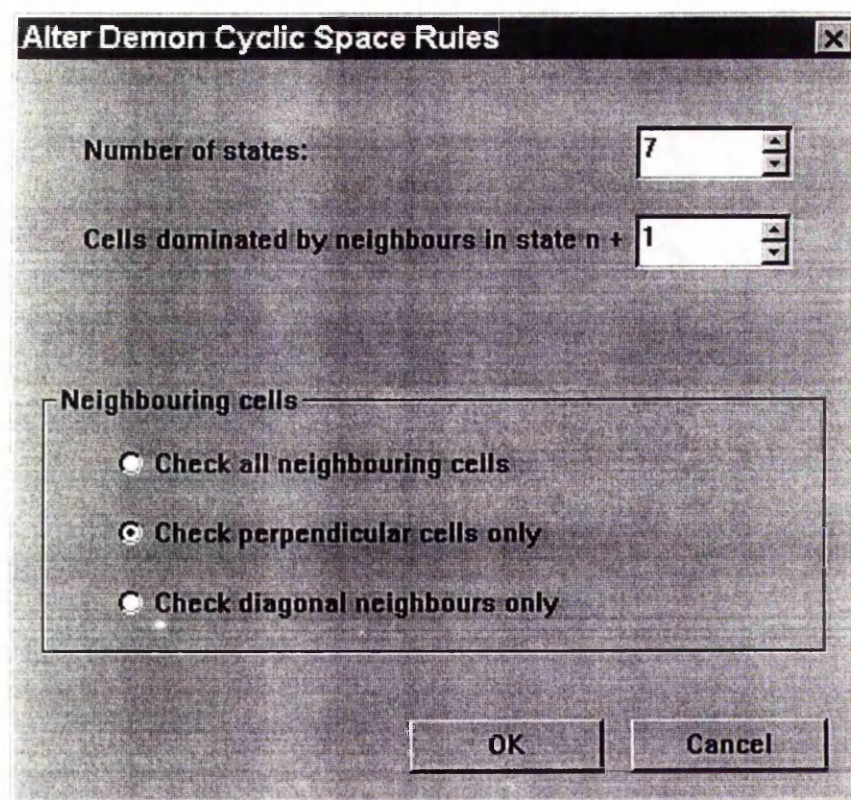 Alter Demon Cyclic Space Rules
Number of states: 7
Cells dominated by neighbours in state n + 1
Neighbouring cells
Check all neighbouring cells
Check perpendicular cells only
Check diagonal neighbours only
OK Cancel